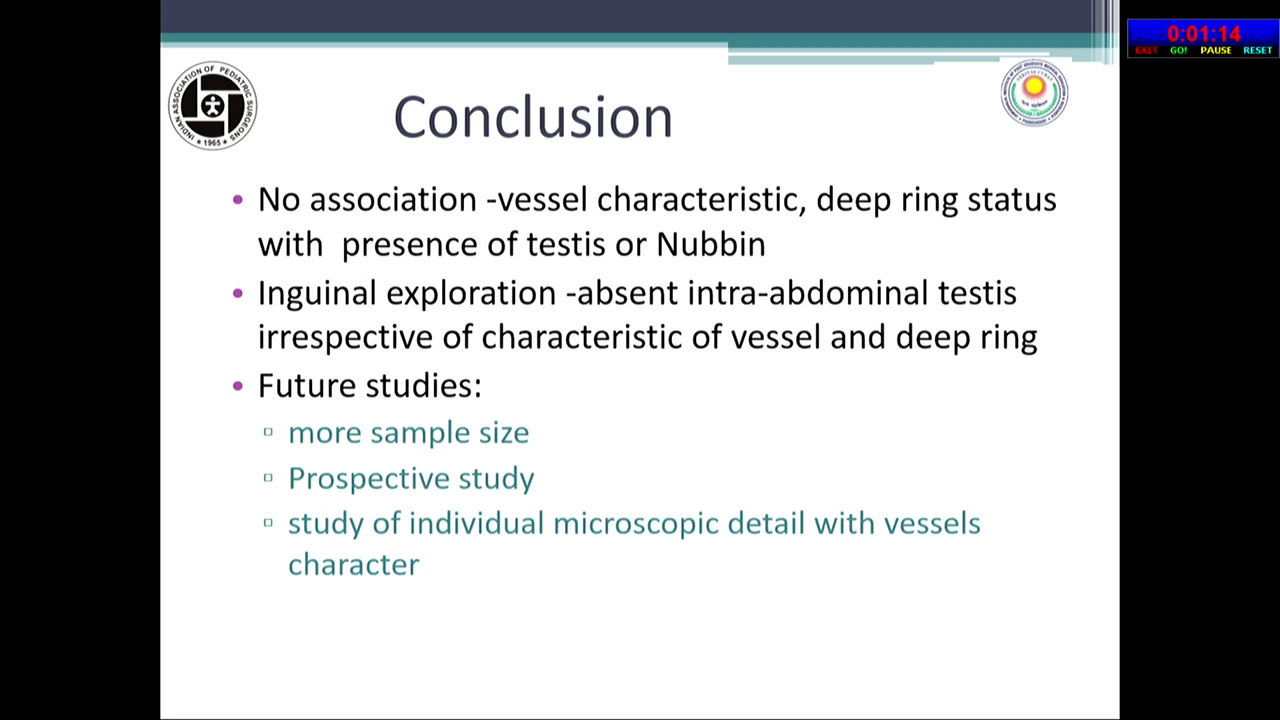 0:01:14
EXIT GO! PAUSE RESET
INDIAN ASSOCIATION OF PEDIATRIC SURGEONS
★ 1965 ★
Conclusion
• No association -vessel characteristic, deep ring status
with presence of testis or Nubbin
• Inguinal exploration -absent intra-abdominal testis
irrespective of characteristic of vessel and deep ring
• Future studies:
▫ more sample size
▫ Prospective study
▫ study of individual microscopic detail with vessels
character